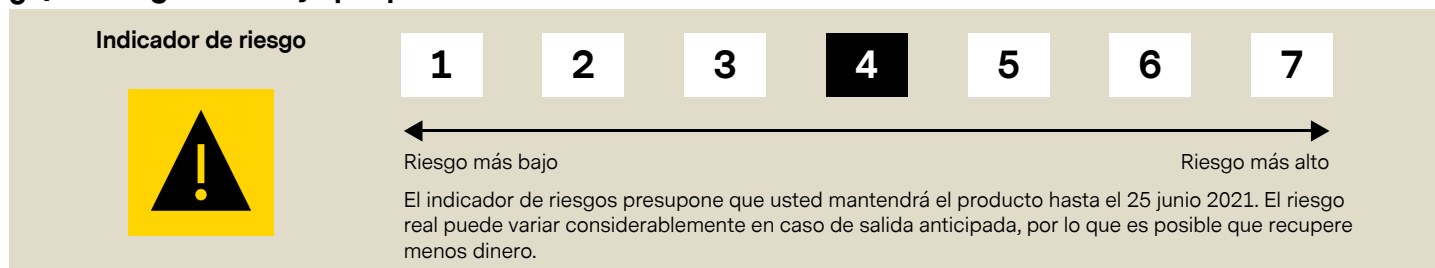 Indicador de riesgo
1 2 3 4 5 6 7
Riesgo más bajo Riesgo más alto
El indicador de riesgos presupone que usted mantendrá el producto hasta el 25 junio 2021. El riesgo
real puede variar considerablemente en caso de salida anticipada, por lo que es posible que recupere
menos dinero.